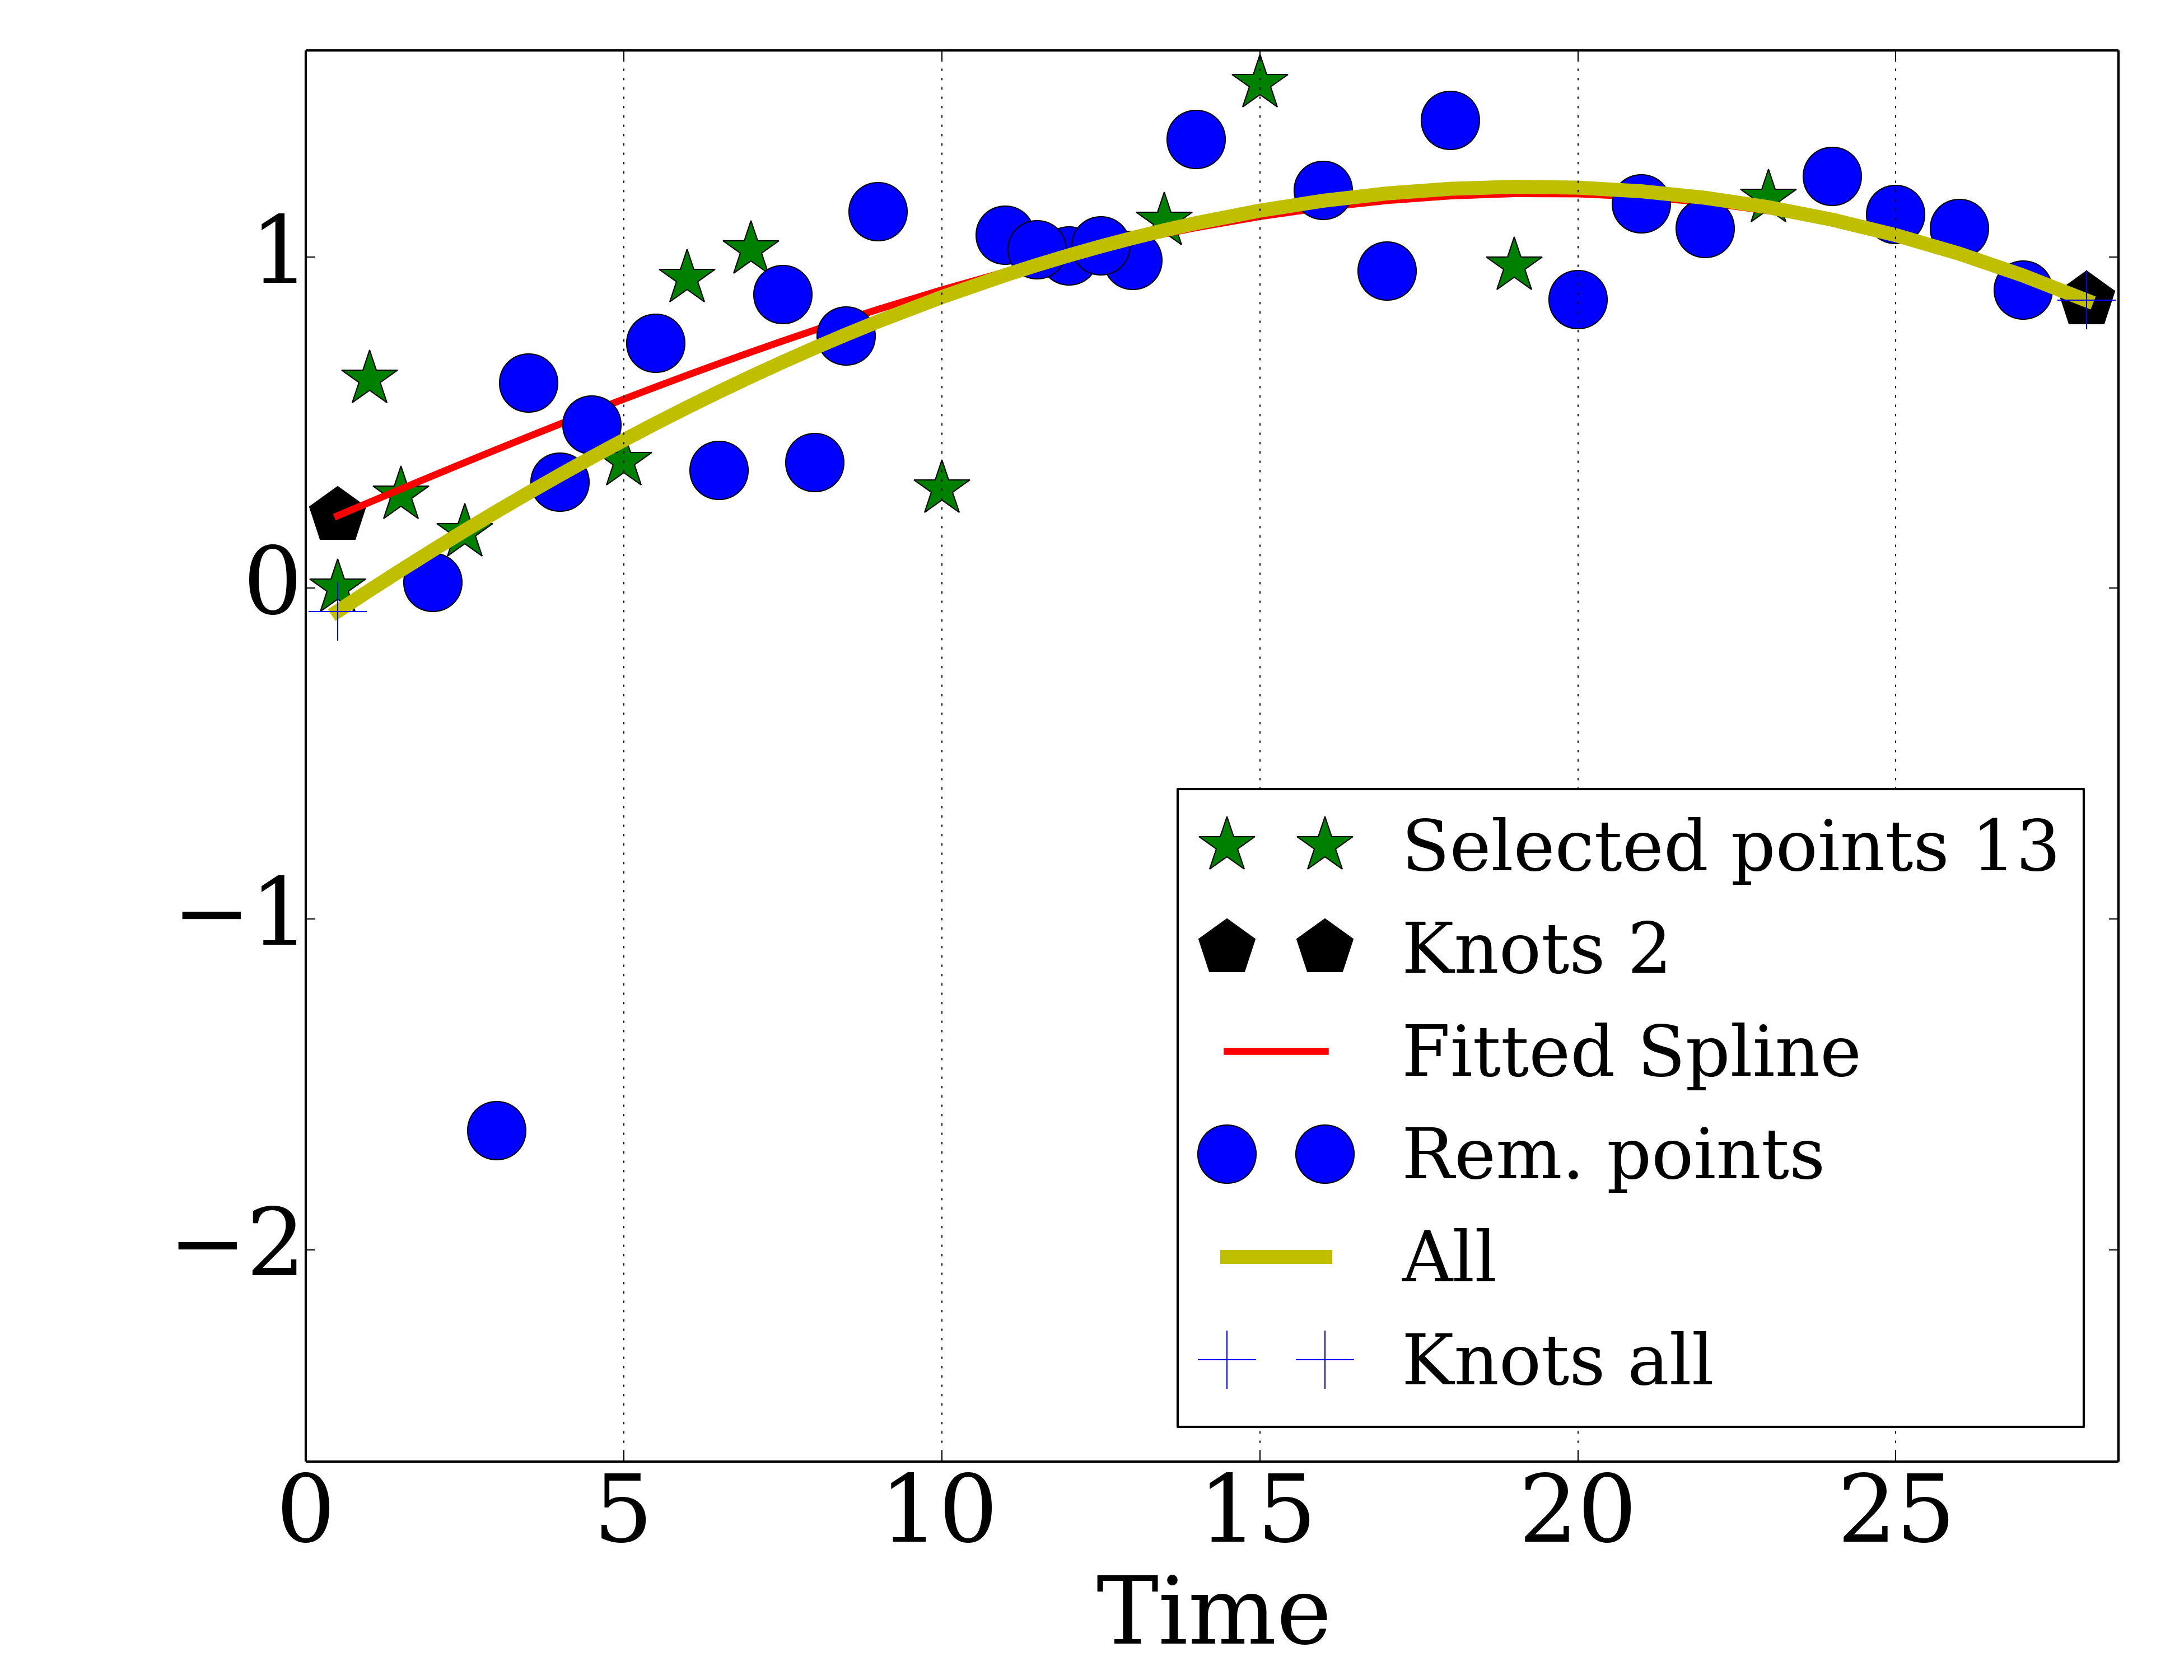 1
0
−1
−2
Selected points 13
Knots 2
Fitted Spline
Rem. points
All
Knots all
0 5 10 15 20 25
Time